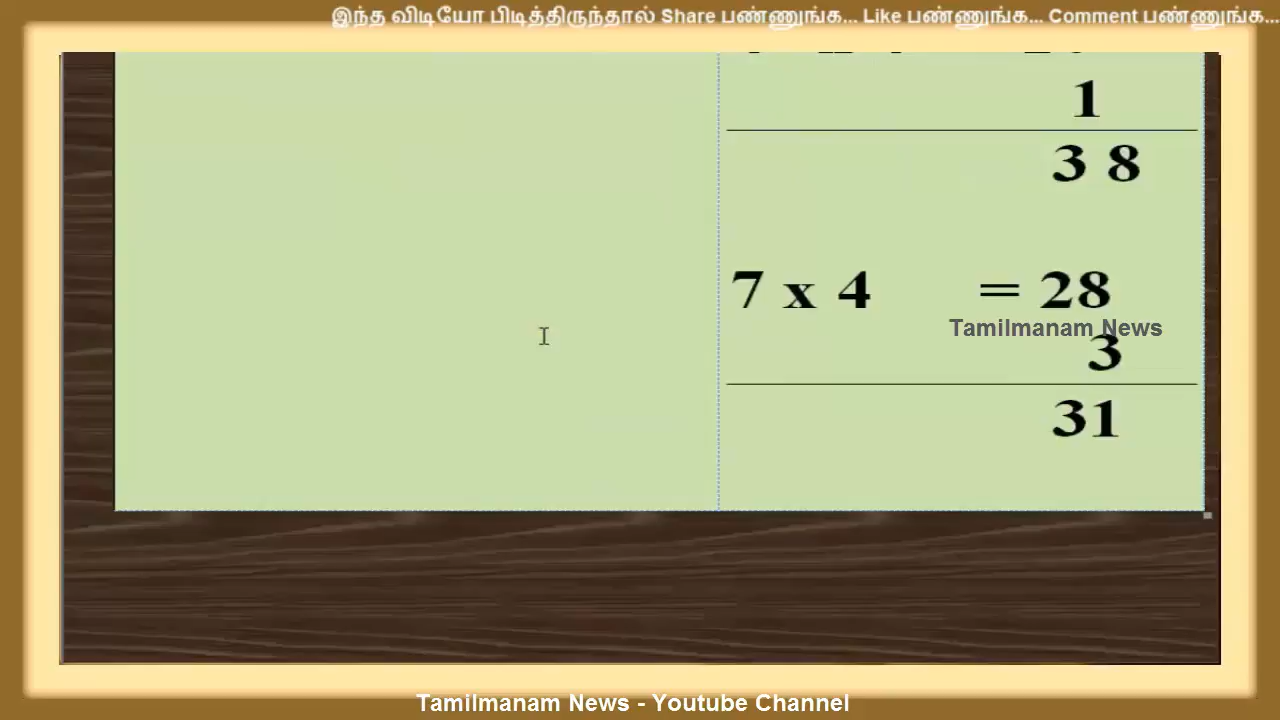 இந்த விடியோ பிடித்திருந்தால் Share பண்ணுங்க... Like பண்ணுங்க... Comment பண்ணுங்க...
1
3 8
7 x 4 = 28
Tamilmanam News
3
31
Tamilmanam News - Youtube Channel